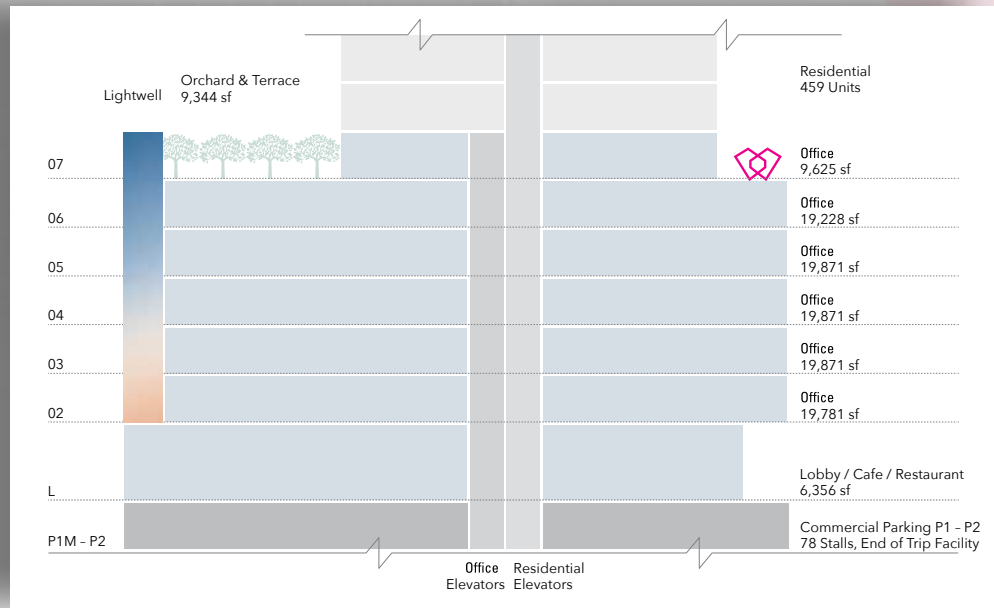 Orchard & Terrace
9,344 sf
Lightwell
Residential
459 Units
07
Office
9,625 sf
06
Office
19,228 sf
05
Office
19,871 sf
04
Office
19,871 sf
03
Office
19,871 sf
02
Office
19,781 sf
L
Lobby / Cafe / Restaurant
6,356 sf
P1M – P2
Commercial Parking P1 – P2
78 Stalls, End of Trip Facility
Office
Elevators
Residential
Elevators